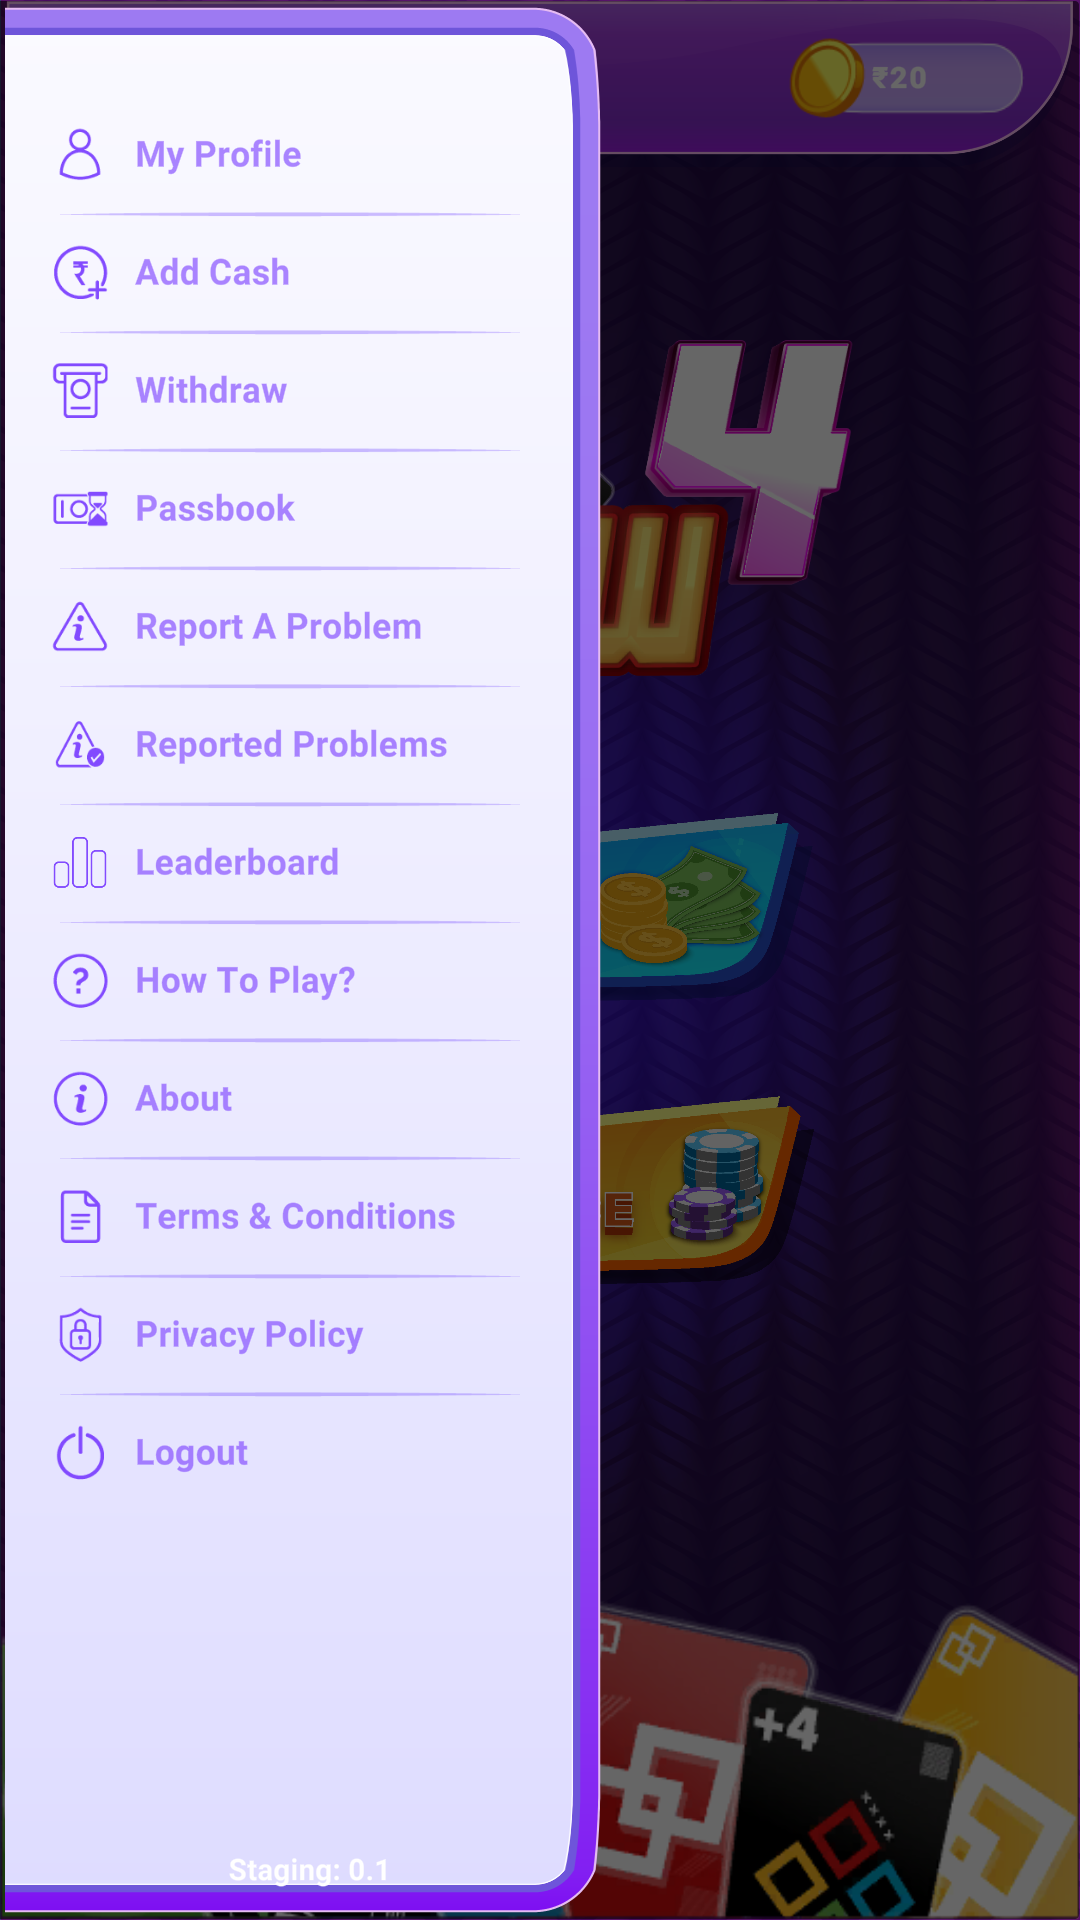 ₹20
My Profile
Add Cash
Withdraw
Passbook
Report A Problem
Reported Problems
Leaderboard
How To Play?
About
Terms & Conditions
Privacy Policy
Logout
4
W
E
+4
Staging: 0.1